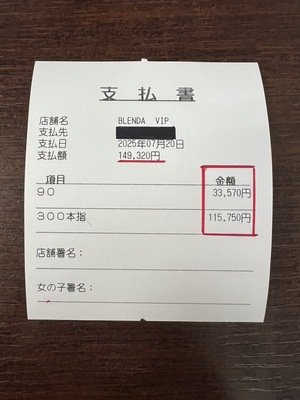 支払書
店舗名 BLENDA VIP
支払先
支払日 2025年07月20日
支払額 149,320円
項目 金額
９０ 33,570円
３００本指 115,750円
店舗署名：
女の子署名：